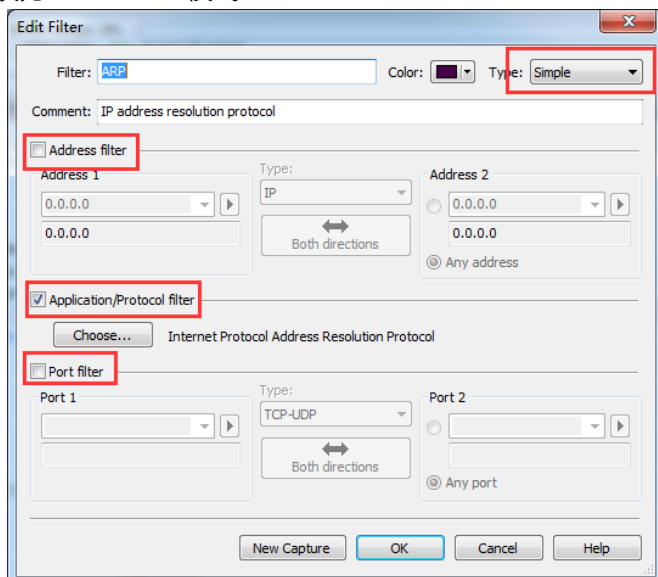 Edit Filter
Filter: ARP Color: Type: Simple
Comment: IP address resolution protocol
Address filter
Address 1 Type: Address 2
0.0.0.0 IP 0.0.0.0
0.0.0.0 Both directions 0.0.0.0
Any address
Application/Protocol filter
Choose... Internet Protocol Address Resolution Protocol
Port filter
Port 1 Type: Port 2
TCP-UDP
Both directions
Any port
New Capture OK Cancel Help